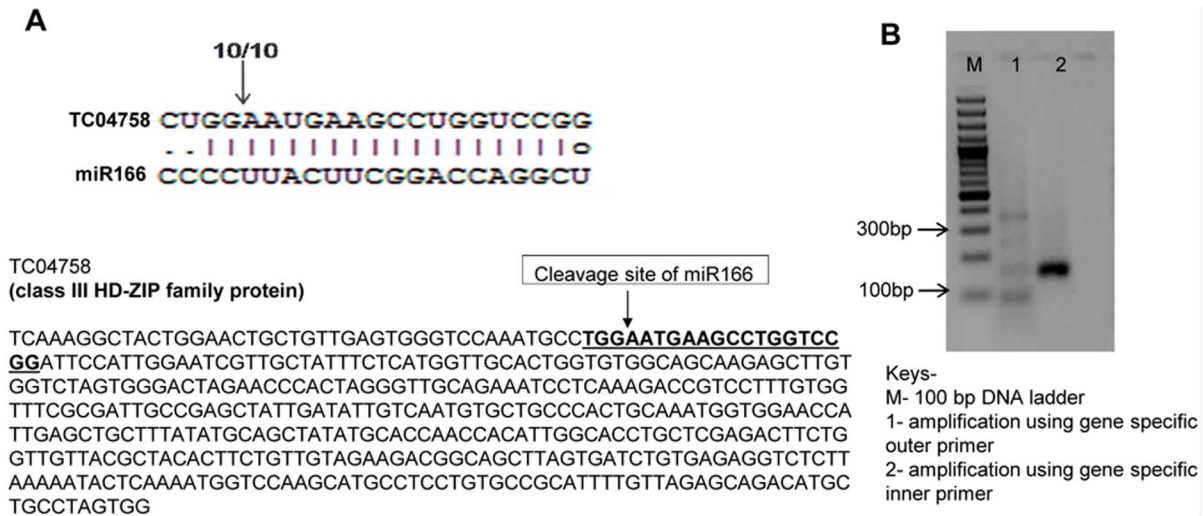 A
10/10
TC04758 CUGGAAUGAAGCCUGGUCCGG
miR166 CCCCUUACUUCGGACCAGGCU
TC04758
(class III HD-ZIP family protein)
Cleavage site of miR166
TCAAAGGCTACTGGAACTGCTGTTGAGTGGGTCCAAATGCCTGGAATGAAGCCTGGTCC
GGATTCCATTGGAATCGTTGCTATTTCTCATGGTTGCACTGGTGTGGCAGCAAGAGCTTGT
GGTCTAGTGGGACTAGAACCCACTAGGGTTGCAGAAATCCTCAAAGACCGTCCTTTGTGG
TTTCGCGATTGCCGAGCTATTGATATTGTCAATGTGCTGCCCACTGCAAATGGTGGAACCA
TTGAGCTGCTTTATATGCAGCTATATGCACCAACCACATTGGCACCTGCTCGAGACTTCTG
GTTGTTACGCTACACTTCTGTTGTAGAAGACGGCAGCTTAGTGATCTGTGAGAGGTCTCTT
AAAAATACTCAAAATGGTCCAAGCATGCCTCCTGTGCCGCATTTTGTTAGAGCAGACATGC
TGCCTAGTGG
B
M 1 2
300bp
100bp
Keys-
M- 100 bp DNA ladder
1- amplification using gene specific
outer primer
2- amplification using gene specific
inner primer